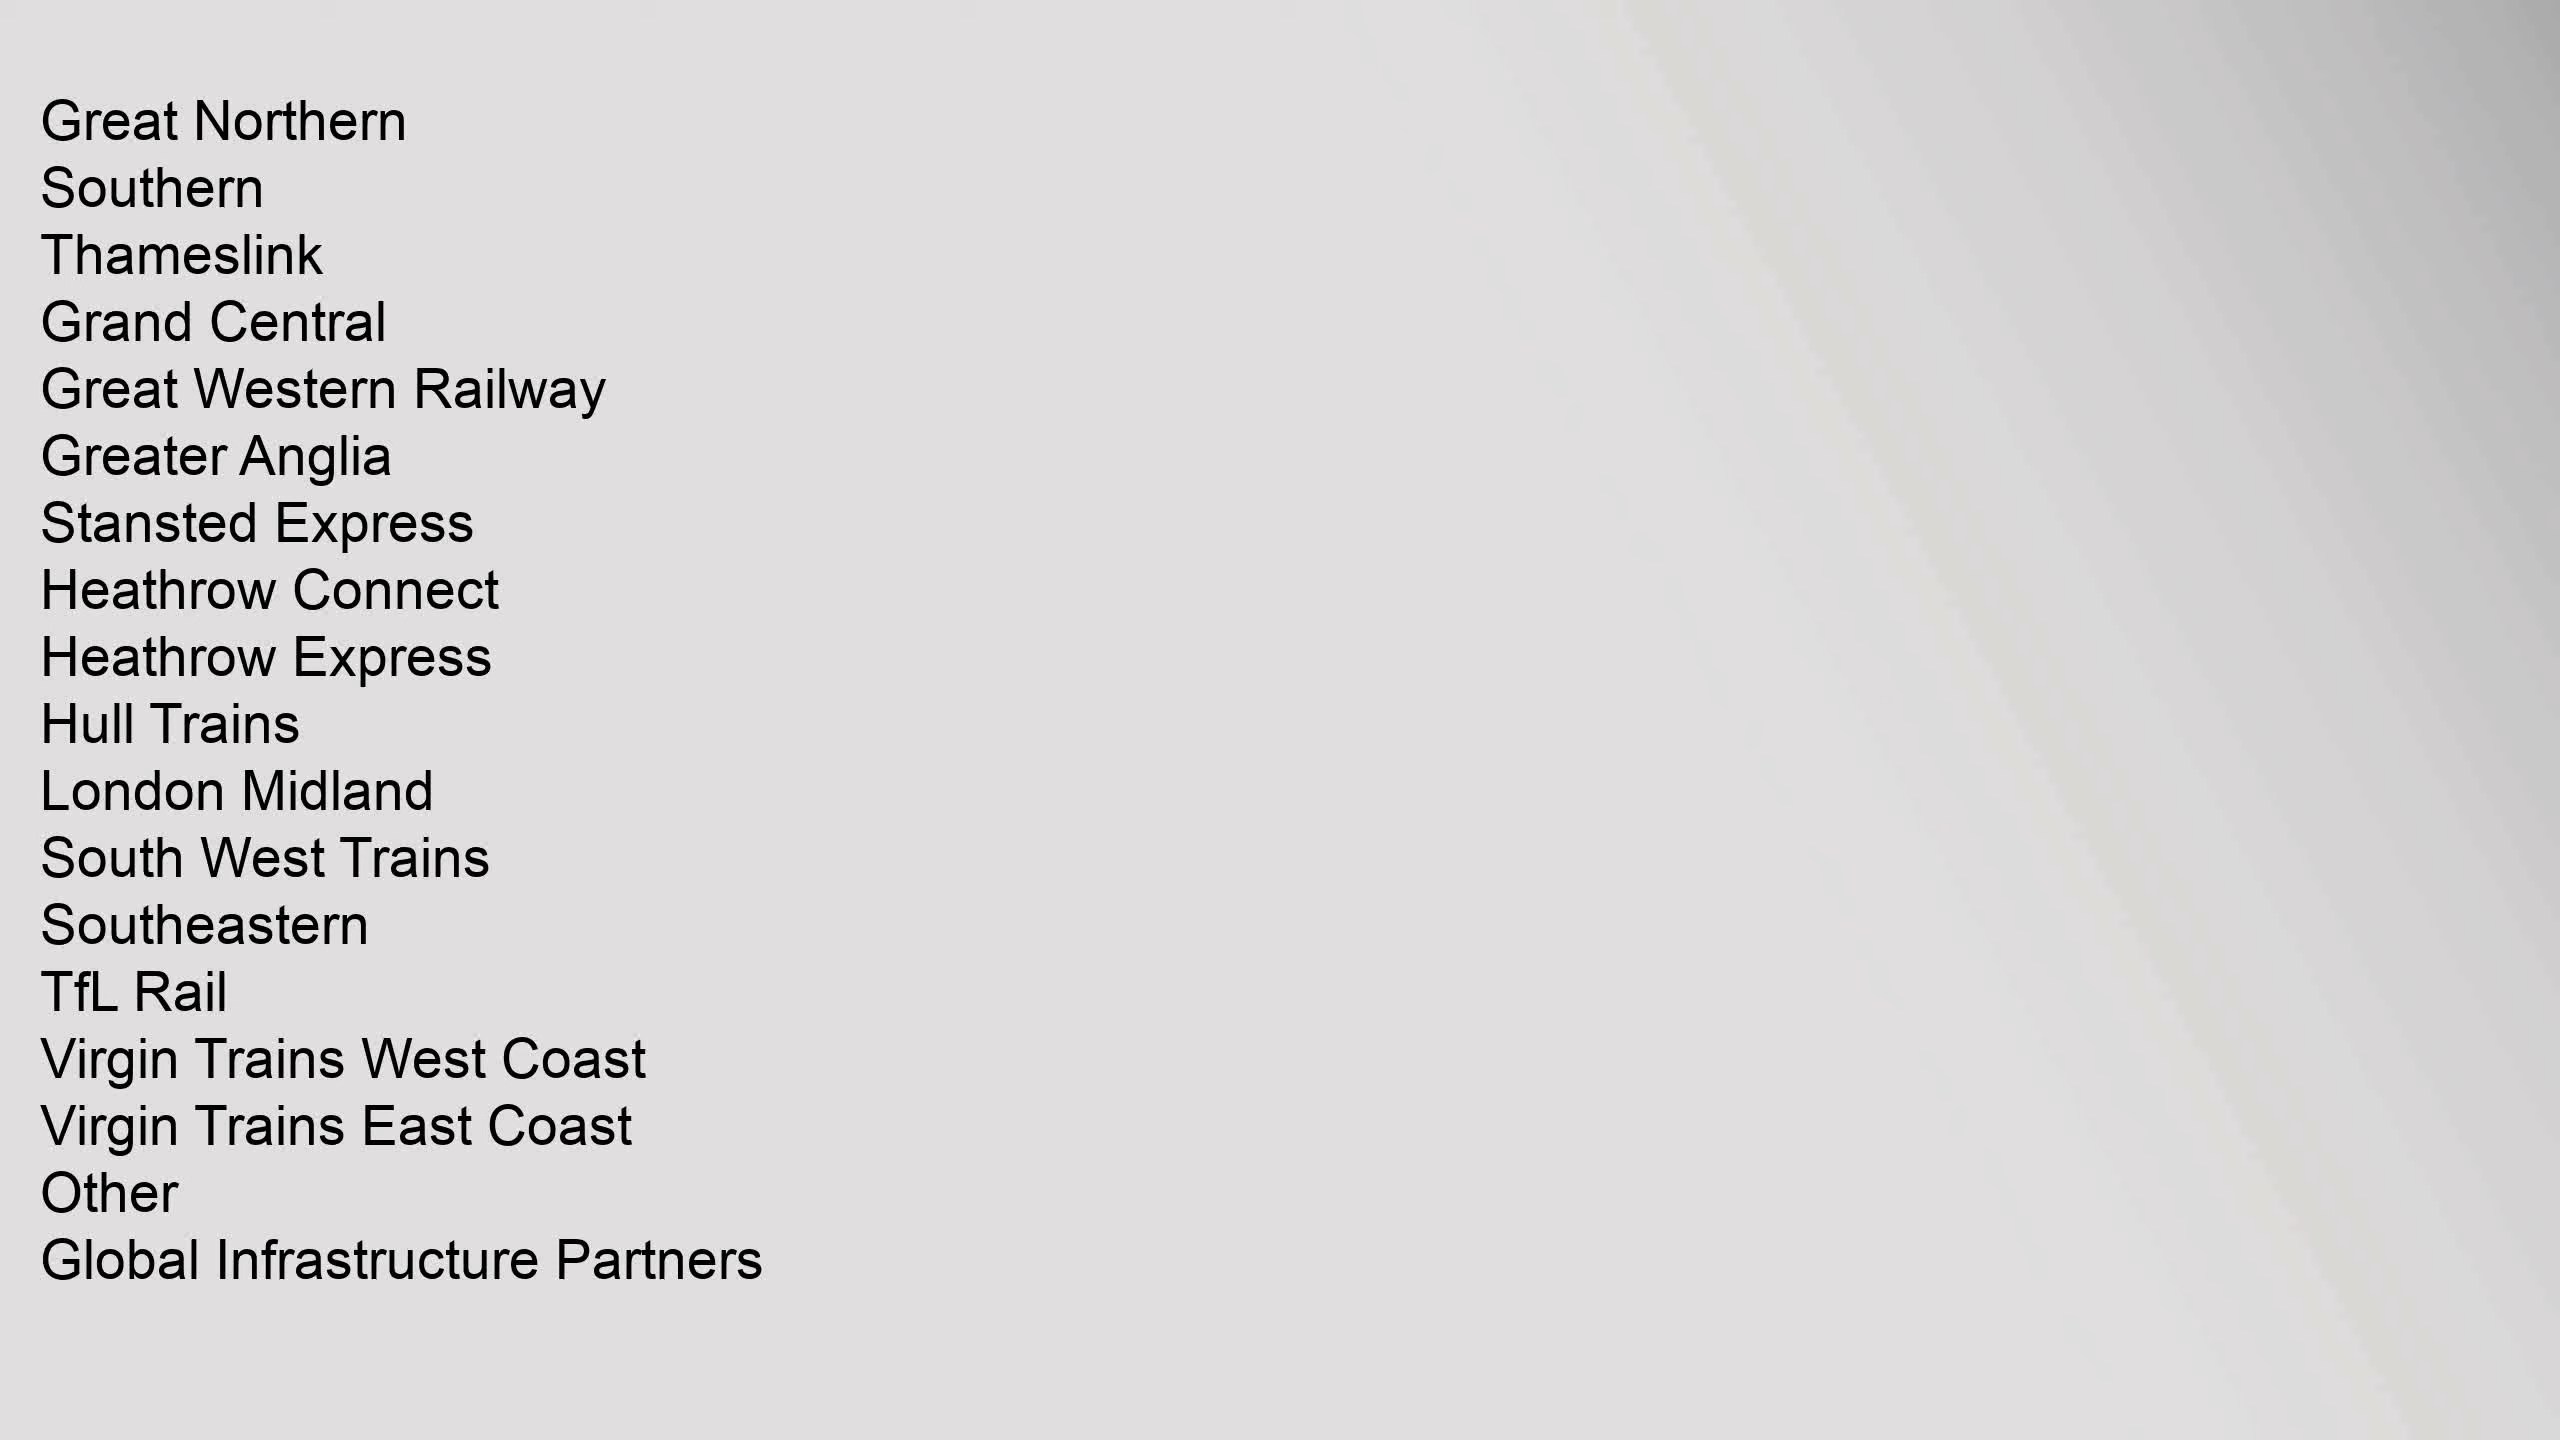 Great Northern
Southern
Thameslink
Grand Central
Great Western Railway
Greater Anglia
Stansted Express
Heathrow Connect
Heathrow Express
Hull Trains
London Midland
South West Trains
Southeastern
TfL Rail
Virgin Trains West Coast
Virgin Trains East Coast
Other
Global Infrastructure Partners